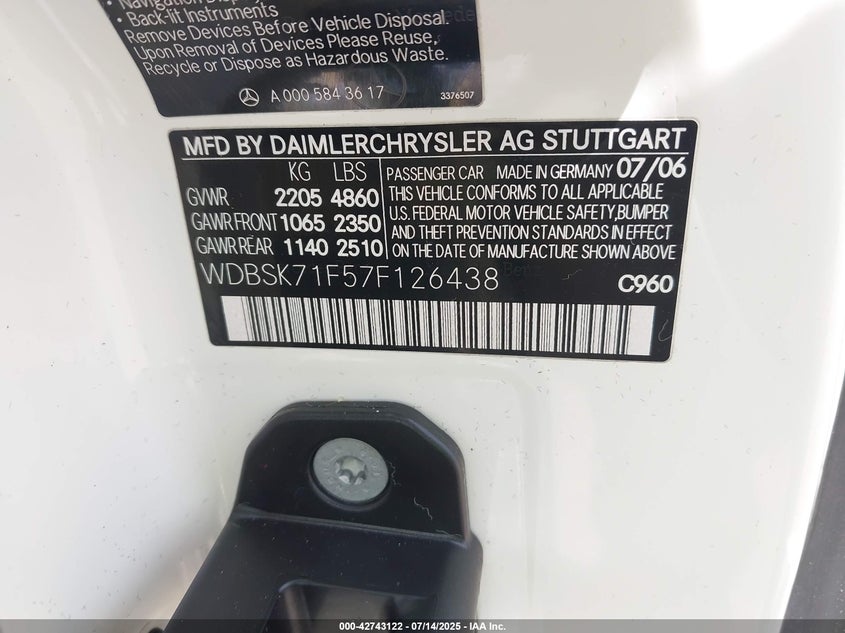 Back-lit Instruments
Remove Devices Before Vehicle Disposal.
Upon Removal of Devices Please Reuse,
Recycle or Dispose as Hazardous Waste.
A 000 584 36 17
3376507
MFD BY DAIMLERCHRYSLER AG STUTTGART
KG LBS
GVWR 2205 4860
GAWR FRONT 1065 2350
GAWR REAR 1140 2510
PASSENGER CAR MADE IN GERMANY 07/06
THIS VEHICLE CONFORMS TO ALL APPLICABLE
U.S. FEDERAL MOTOR VEHICLE SAFETY,BUMPER
AND THEFT PREVENTION STANDARDS IN EFFECT
ON THE DATE OF MANUFACTURE SHOWN ABOVE
WDBSK71F57F126438
C960
000-42743122 - 07/14/2025 - IAA Inc.